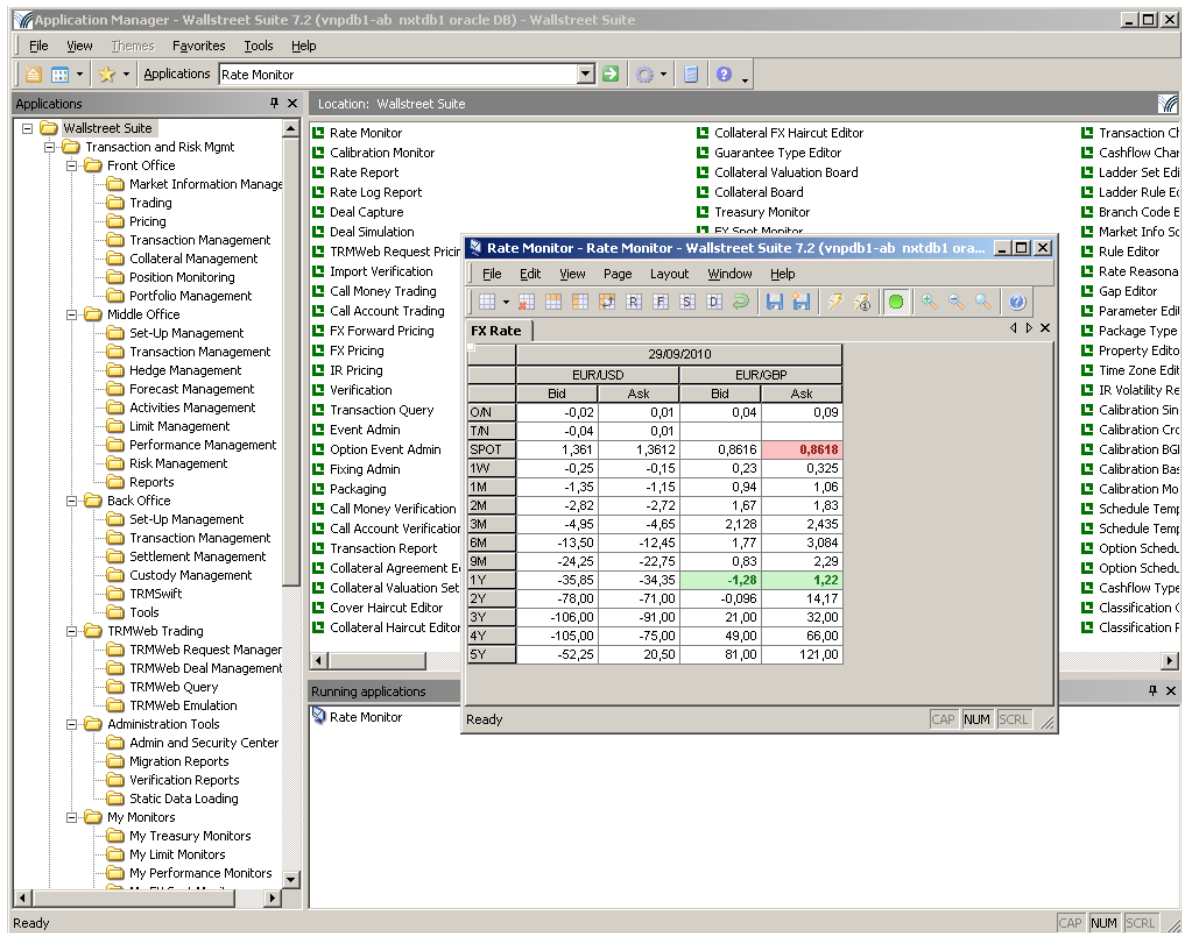 Application Manager - Wallstreet Suite 7.2 (vnpdb1-ab nxtdb1 oracle DB) - Wallstreet Suite
File View Themes Favorites Tools Help
Applications Rate Monitor
Applications
Wallstreet Suite
Transaction and Risk Mgmt
Front Office
Market Information Manage
Trading
Pricing
Transaction Management
Collateral Management
Position Monitoring
Portfolio Management
Middle Office
Set-Up Management
Transaction Management
Hedge Management
Forecast Management
Activities Management
Limit Management
Performance Management
Risk Management
Reports
Back Office
Set-Up Management
Transaction Management
Settlement Management
Custody Management
TRMSwift
Tools
TRMWeb Trading
TRMWeb Request Manager
TRMWeb Deal Management
TRMWeb Query
TRMWeb Emulation
Administration Tools
Admin and Security Center
Migration Reports
Verification Reports
Static Data Loading
My Monitors
My Treasury Monitors
My Limit Monitors
My Performance Monitors
Location: Wallstreet Suite
Rate Monitor
Calibration Monitor
Rate Report
Rate Log Report
Deal Capture
Deal Simulation
TRMWeb Request Pricin
Import Verification
Call Money Trading
Call Account Trading
FX Forward Pricing
FX Pricing
IR Pricing
Verification
Transaction Query
Event Admin
Option Event Admin
Fixing Admin
Packaging
Call Money Verification
Call Account Verification
Transaction Report
Collateral Agreement E
Collateral Valuation Set
Cover Haircut Editor
Collateral Haircut Editor
Collateral FX Haircut Editor
Guarantee Type Editor
Collateral Valuation Board
Collateral Board
Treasury Monitor
FX Spot Monitor
Transaction Ch
Cashflow Char
Ladder Set Edi
Ladder Rule Ed
Branch Code E
Market Info Sc
Rule Editor
Rate Reasona
Gap Editor
Parameter Edit
Package Type
Property Edito
Time Zone Edit
IR Volatility Re
Calibration Sin
Calibration Cro
Calibration BGI
Calibration Bas
Calibration Mo
Schedule Temp
Schedule Temp
Option Schedu
Option Schedu
Cashflow Type
Classification
Classification
Rate Monitor - Rate Monitor - Wallstreet Suite 7.2 (vnpdb1-ab nxtdb1 ora...
File Edit View Page Layout Window Help
R F S D
FX Rate
29/09/2010
EUR/USD EUR/GBP
Bid Ask Bid Ask
O/N -0,02 0,01 0,04 0,09
T/N -0,04 0,01
SPOT 1,361 1,3612 0,8616 0,8618
1W -0,25 -0,15 0,23 0,325
1M -1,35 -1,15 0,94 1,06
2M -2,82 -2,72 1,67 1,83
3M -4,95 -4,65 2,128 2,435
6M -13,50 -12,45 1,77 3,084
9M -24,25 -22,75 0,83 2,29
1Y -35,85 -34,35 -1,28 1,22
2Y -78,00 -71,00 -0,096 14,17
3Y -106,00 -91,00 21,00 32,00
4Y -105,00 -75,00 49,00 66,00
5Y -52,25 20,50 81,00 121,00
Ready CAP NUM SCRL
Running applications
Rate Monitor
Ready CAP NUM SCRL